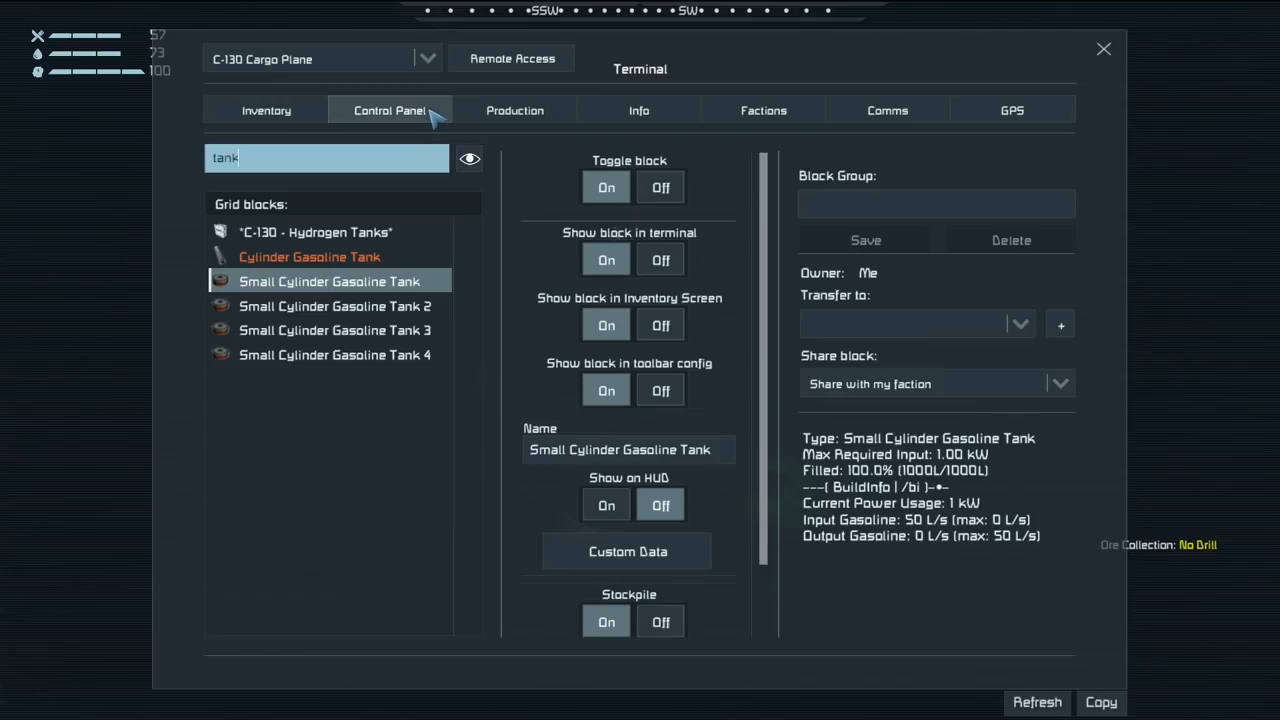 SSW
SW
57
73
100
C-130 Cargo Plane
Remote Access
Terminal
Inventory
Control Panel
Production
Info
Factions
Comms
GPS
tank
Grid blocks:
*C-130 - Hydrogen Tanks*
Cylinder Gasoline Tank
Small Cylinder Gasoline Tank
Small Cylinder Gasoline Tank 2
Small Cylinder Gasoline Tank 3
Small Cylinder Gasoline Tank 4
Toggle block
On Off
Show block in terminal
On Off
Show block in Inventory Screen
On Off
Show block in toolbar config
On Off
Name
Small Cylinder Gasoline Tank
Show on HUD
On Off
Custom Data
Stockpile
On Off
Block Group:
Save Delete
Owner: Me
Transfer to:
+
Share block:
Share with my faction
Type: Small Cylinder Gasoline Tank
Max Required Input: 1.00 kW
Filled: 100.0% (1000L/1000L)
---( BuildInfo | /bi )-•-
Current Power Usage: 1 kW
Input Gasoline: 50 L/s (max: 0 L/s)
Output Gasoline: 0 L/s (max: 50 L/s)
Ore Collection: No Drill
Refresh
Copy